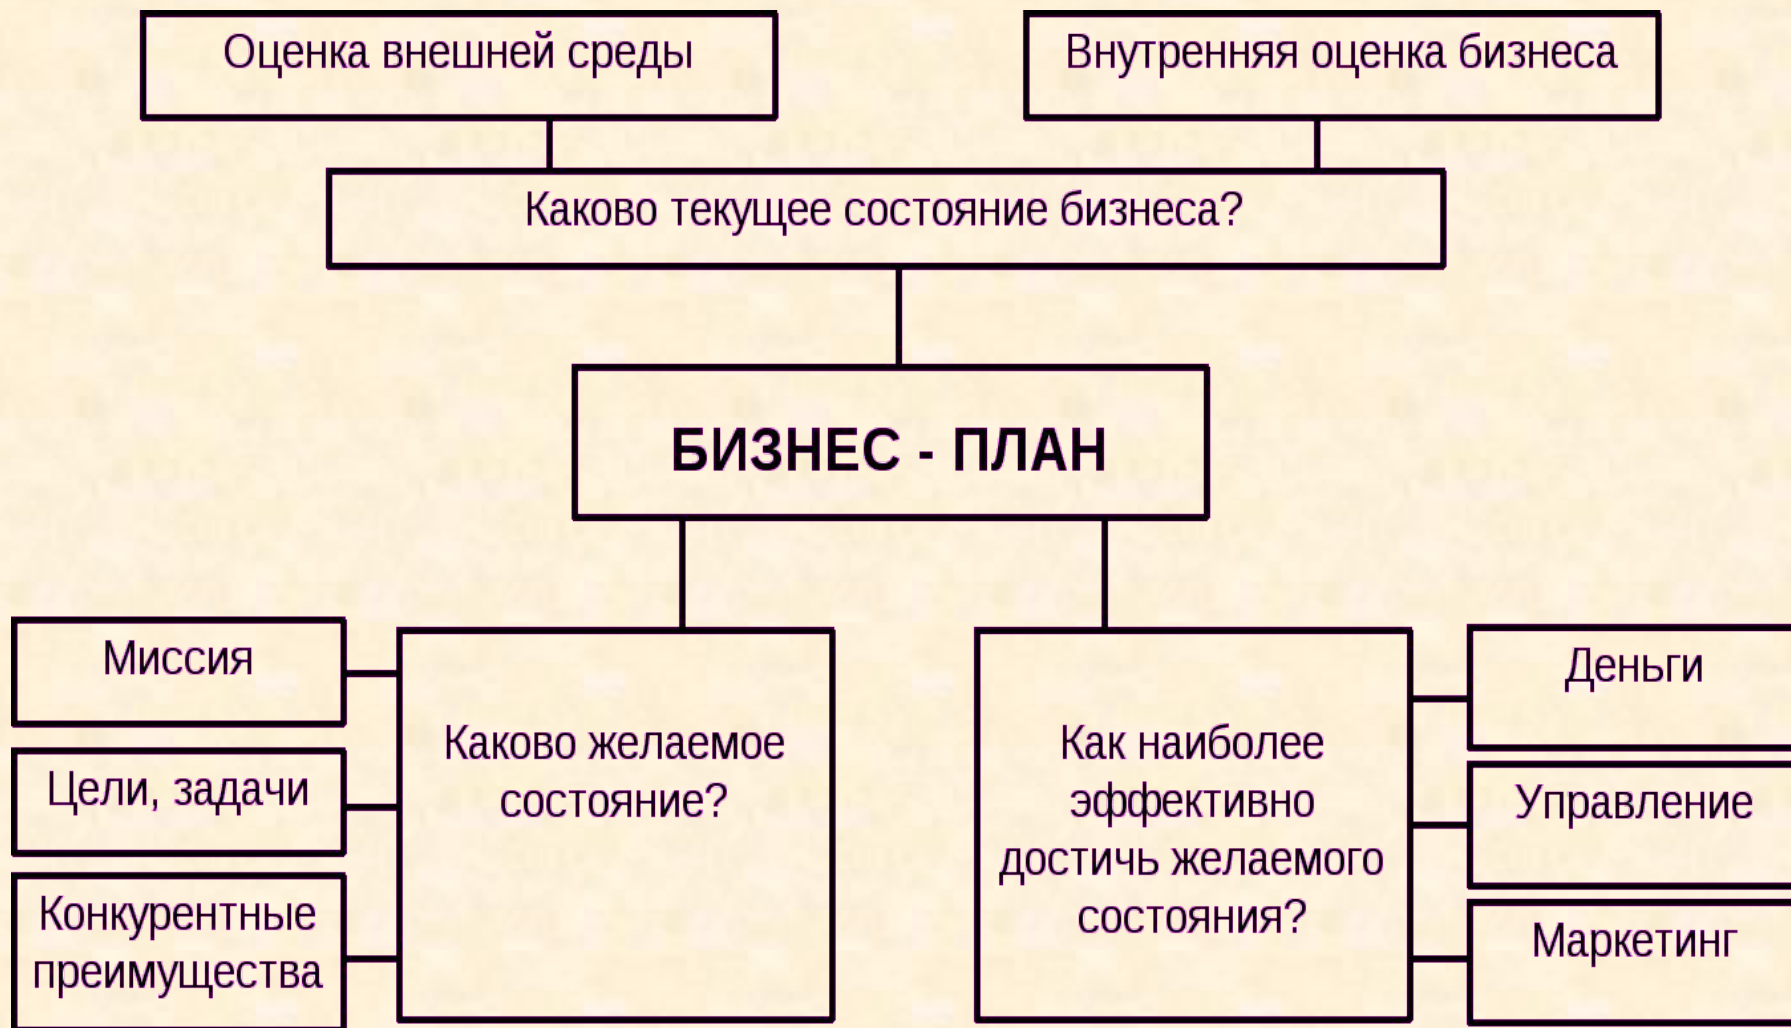 Оценка внешней среды
Внутренняя оценка бизнеса
Каково текущее состояние бизнеса?
БИЗНЕС - ПЛАН
Миссия
Цели, задачи
Конкурентные
преимущества
Каково желаемое
состояние?
Как наиболее
эффективно
достичь желаемого
состояния?
Деньги
Управление
Маркетинг